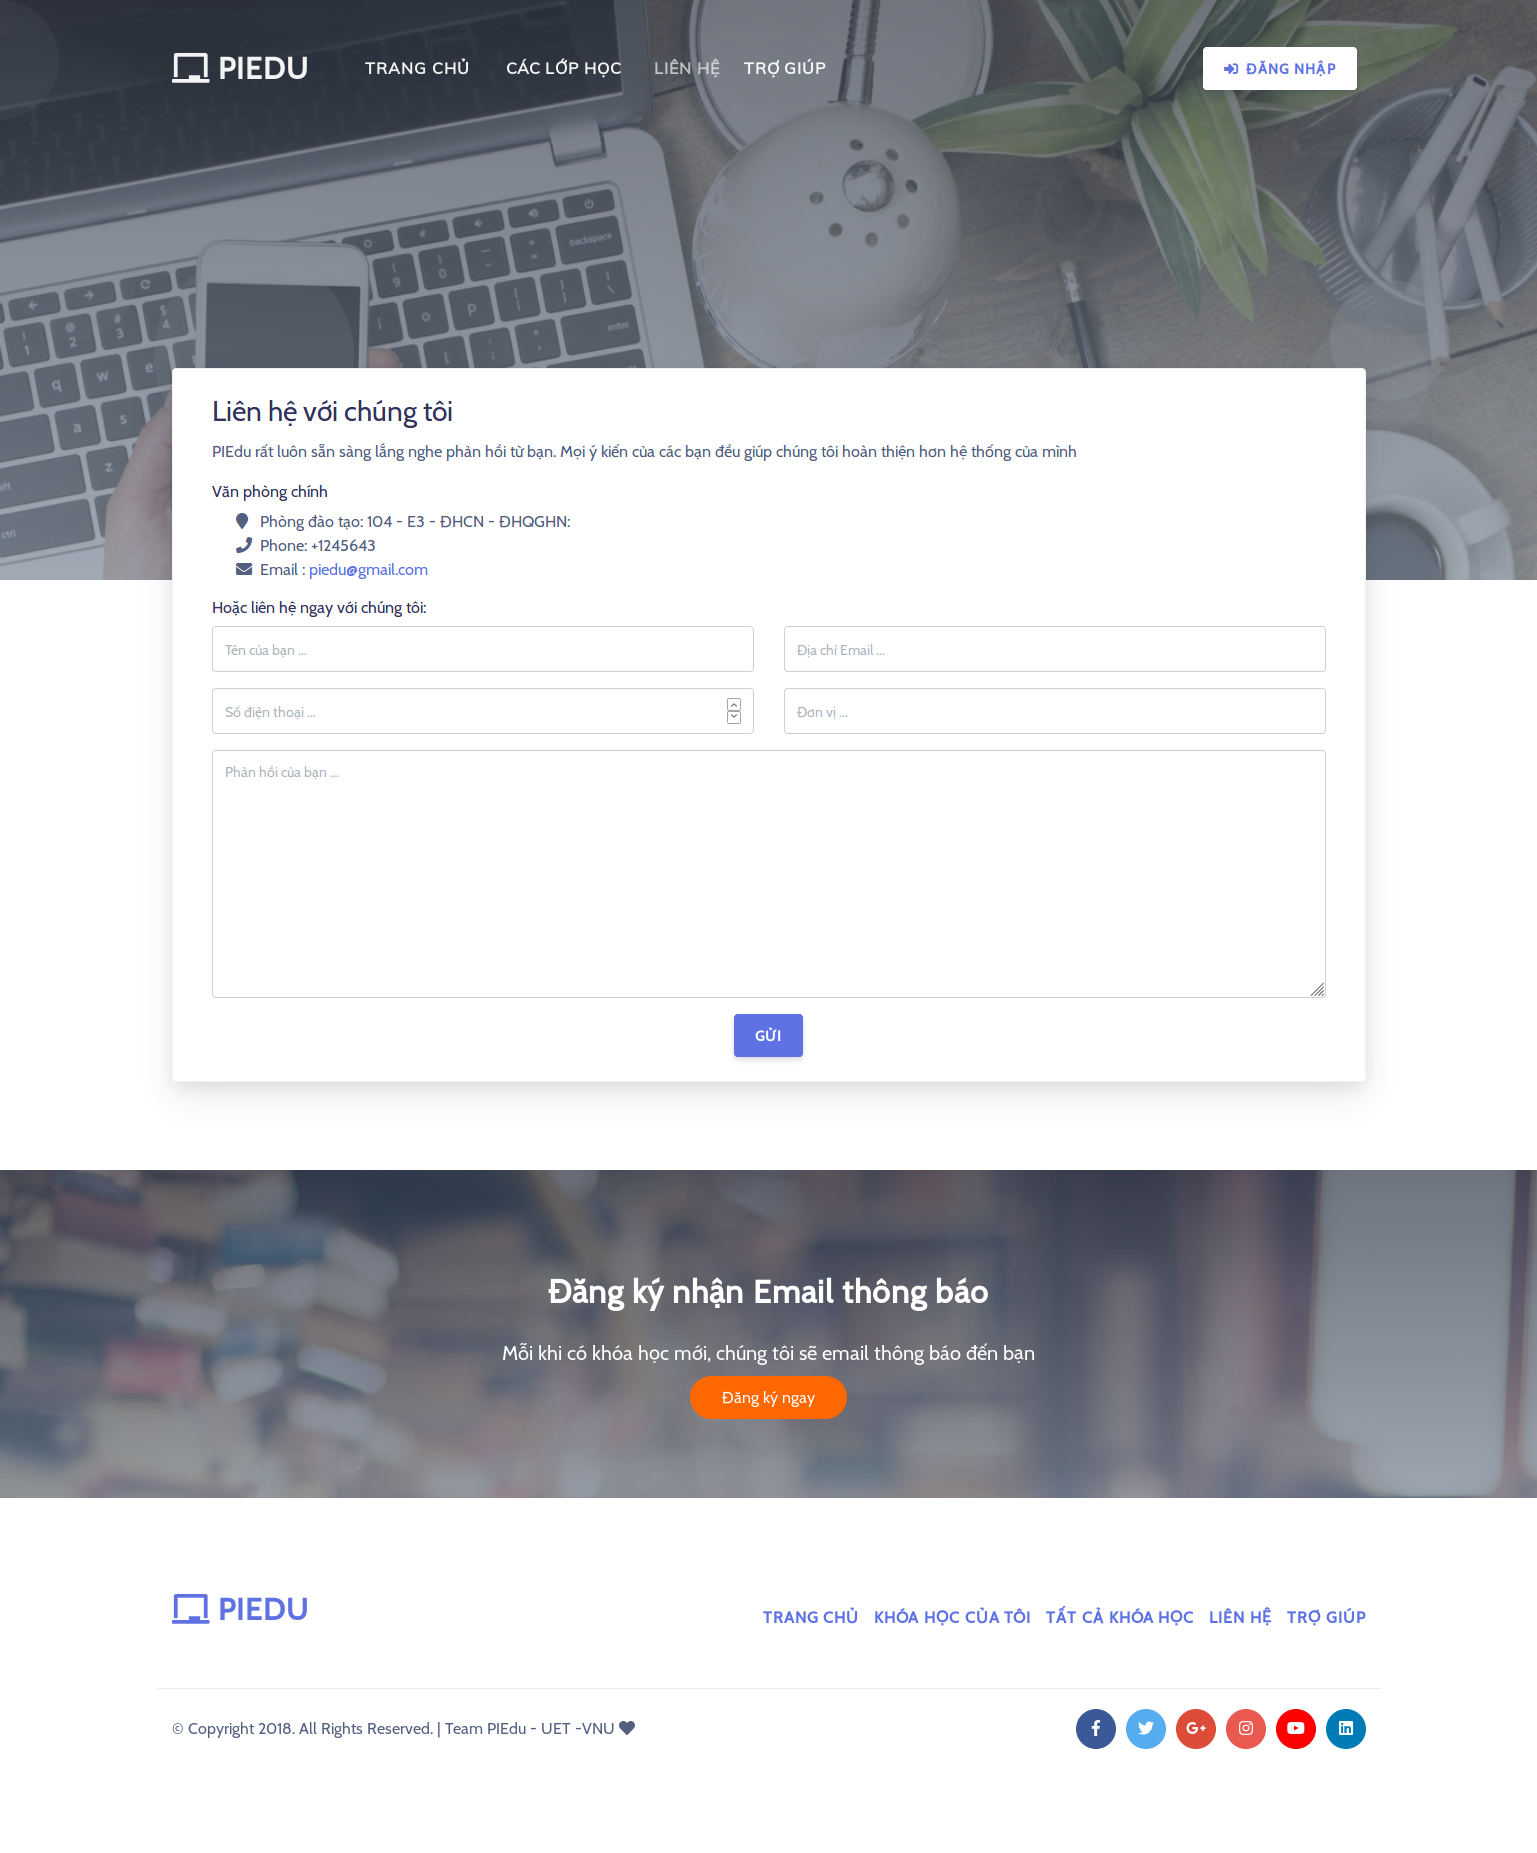 PIEDU
TRANG CHỦ
CÁC LỚP HỌC
LIÊN HỆ
TRỢ GIÚP
ĐĂNG NHẬP
Liên hệ với chúng tôi
PIEdu rất luôn sẵn sàng lắng nghe phản hồi từ bạn. Mọi ý kiến của các bạn đều giúp chúng tôi hoàn thiện hơn hệ thống của mình
Văn phòng chính
Phòng đào tạo: 104 - E3 - ĐHCN - ĐHQGHN:
Phone: +1245643
Email : piedu@gmail.com
Hoặc liên hệ ngay với chúng tôi:
Tên của bạn ...
Địa chỉ Email ...
Số điện thoại ...
Đơn vị ...
Phản hồi của bạn ...
GỬI
Đăng ký nhận Email thông báo
Mỗi khi có khóa học mới, chúng tôi sẽ email thông báo đến bạn
Đăng ký ngay
PIEDU
TRANG CHỦ
KHÓA HỌC CỦA TÔI
TẤT CẢ KHÓA HỌC
LIÊN HỆ
TRỢ GIÚP
© Copyright 2018. All Rights Reserved. | Team PIEdu - UET -VNU